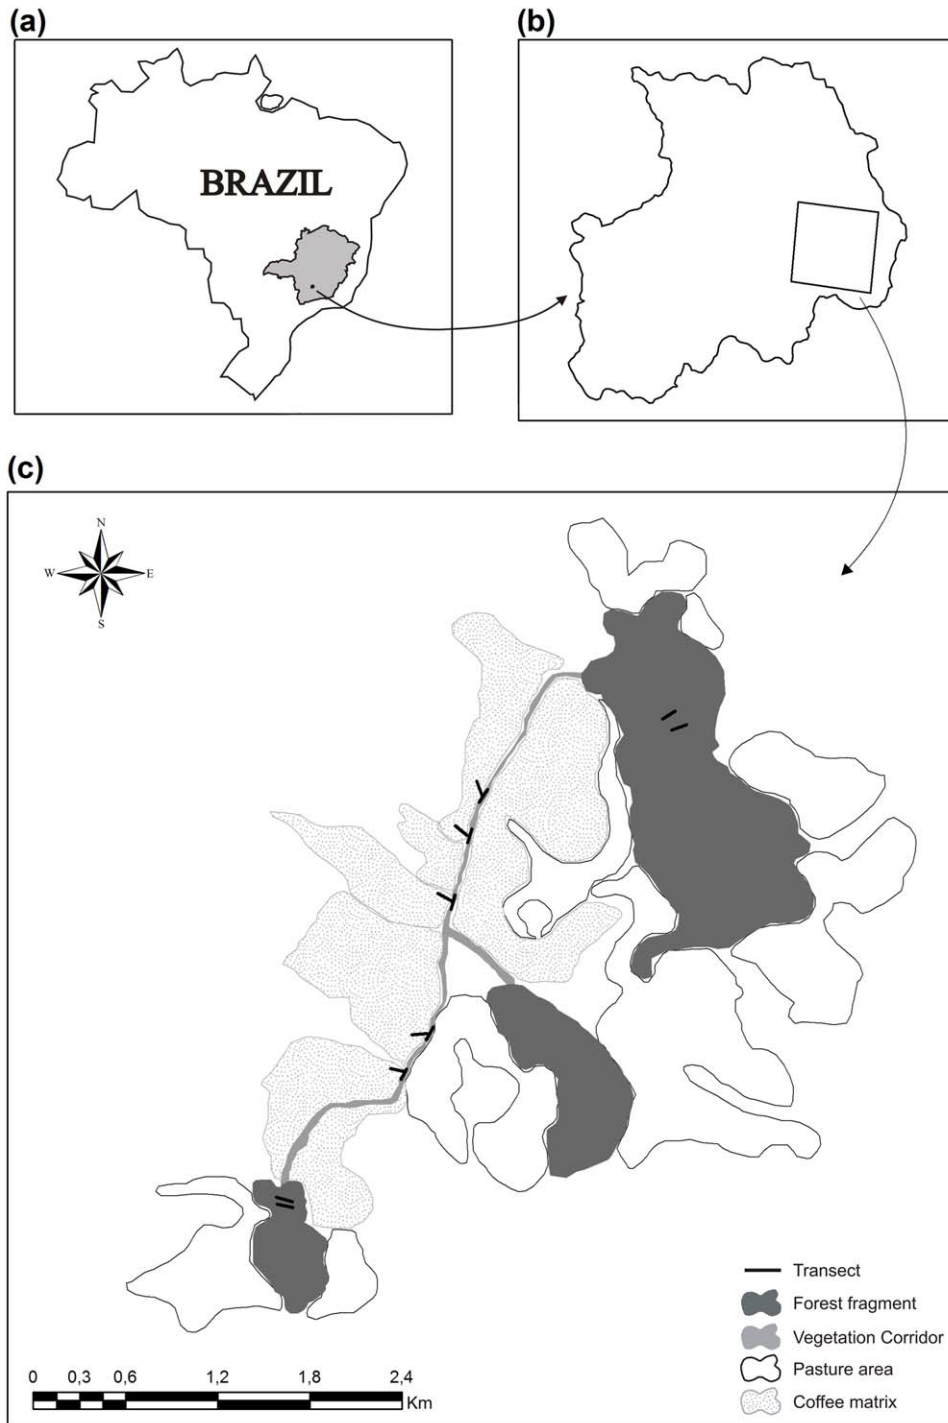 (a)
(b)
BRAZIL
(c)
N
W E
S
Transect
Forest fragment
Vegetation Corridor
Pasture area
Coffee matrix
0 0,3 0,6 1,2 1,8 2,4
Km